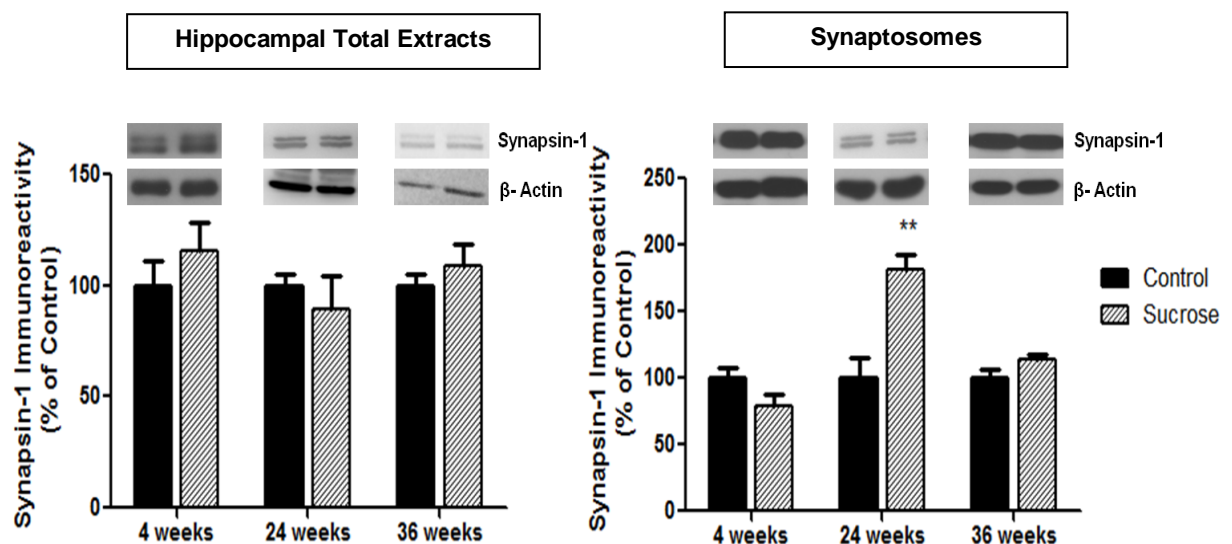 Hippocampal Total Extracts
Synapsin-1
β- Actin
Synapsin-1 Immunoreactivity
(% of Control)
150
100
50
0
4 weeks
24 weeks
36 weeks
Synaptosomes
Synapsin-1
β- Actin
Synapsin-1 Immunoreactivity
(% of Control)
250
200
150
100
50
0
**
4 weeks
24 weeks
36 weeks
Control
Sucrose